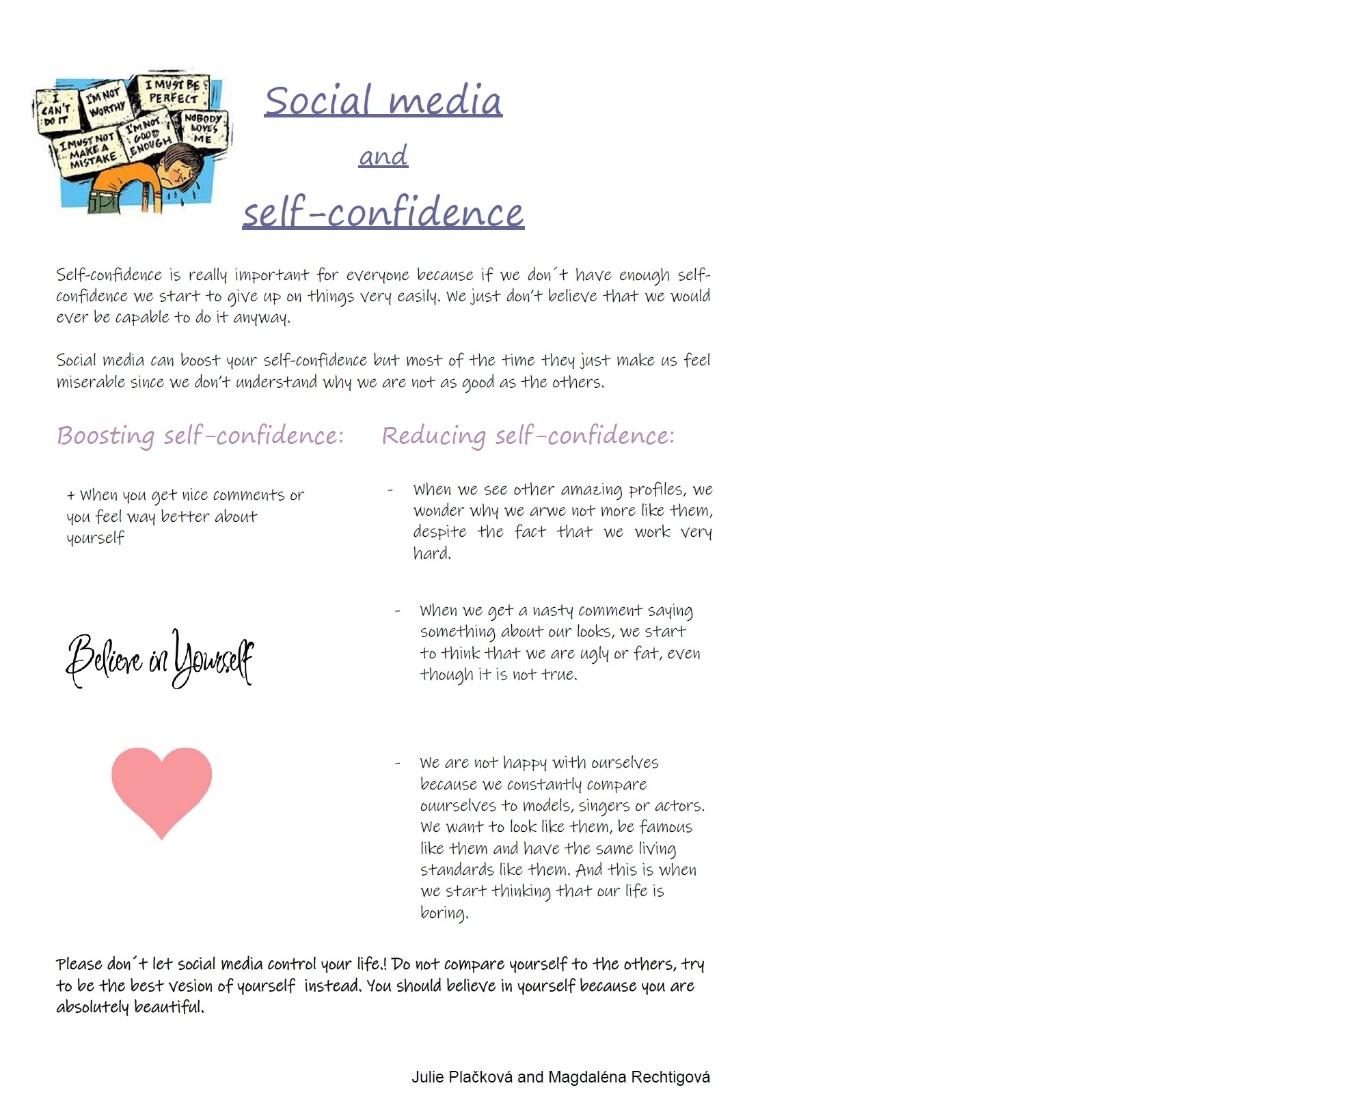 I CAN'T DO IT
I'M NOT WORTHY
I MUST BE PERFECT
I MUST NOT MAKE A MISTAKE
I'M NOT GOOD ENOUGH
NOBODY LOVES ME
Social media
and
self-confidence
Self-confidence is really important for everyone because if we don´t have enough self-
confidence we start to give up on things very easily. We just don't believe that we would
ever be capable to do it anyway.
Social media can boost your self-confidence but most of the time they just make us feel
miserable since we don't understand why we are not as good as the others.
Boosting self-confidence:
+ When you get nice comments or
you feel way better about
yourself
Believe in Yourself
Reducing self-confidence:
- When we see other amazing profiles, we
wonder why we arwe not more like them,
despite the fact that we work very
hard.
- When we get a nasty comment saying
something about our looks, we start
to think that we are ugly or fat, even
though it is not true.
- We are not happy with ourselves
because we constantly compare
ouurselves to models, singers or actors.
We want to look like them, be famous
like them and have the same living
standards like them. And this is when
we start thinking that our life is
boring.
Please don´t let social media control your life.! Do not compare yourself to the others, try
to be the best vesion of yourself instead. You should believe in yourself because you are
absolutely beautiful.
Julie Plačková and Magdaléna Rechtigová